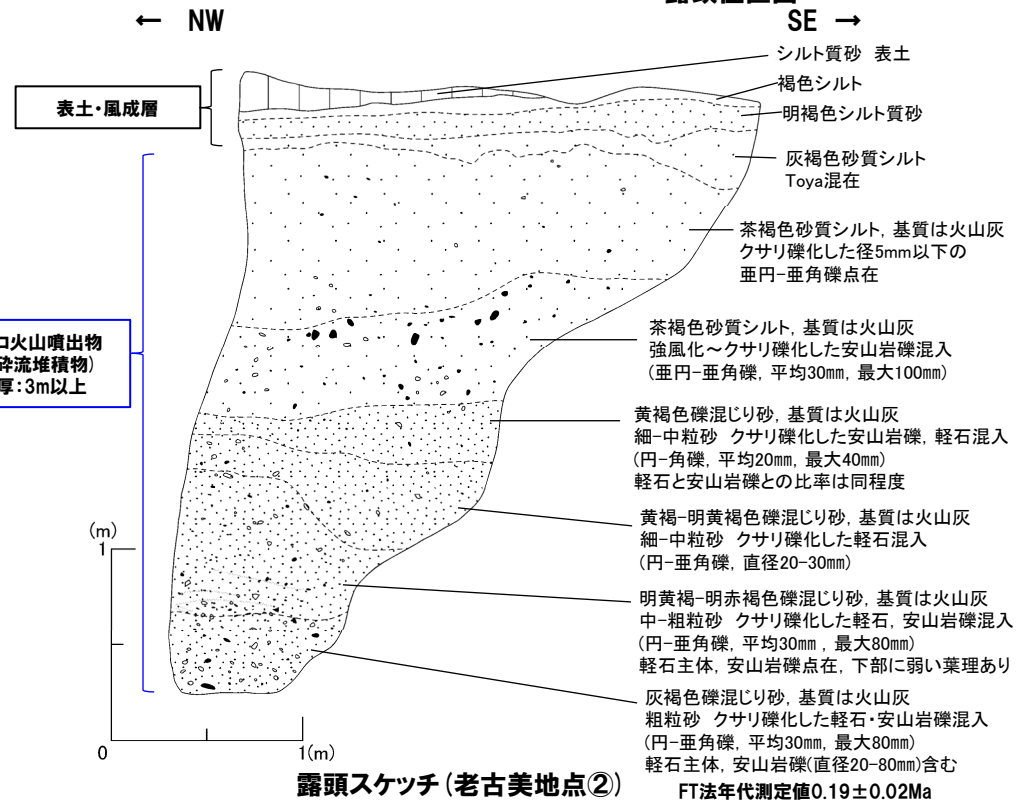 ← NW
SE →
表土・風成層
シルト質砂 表土
褐色シルト
明褐色シルト質砂
灰褐色砂質シルト
Toya混在
茶褐色砂質シルト, 基質は火山灰
クサリ礫化した径5mm以下の
亜円-亜角礫点在
火山噴出物
砕流堆積物)
厚:3m以上
茶褐色砂質シルト, 基質は火山灰
強風化~クサリ礫化した安山岩礫混入
(亜円-亜角礫, 平均30mm, 最大100mm)
黄褐色礫混じり砂, 基質は火山灰
細-中粒砂 クサリ礫化した安山岩礫, 軽石混入
(円-角礫, 平均20mm, 最大40mm)
軽石と安山岩礫との比率は同程度
黄褐-明黄褐色礫混じり砂, 基質は火山灰
細-中粒砂 クサリ礫化した軽石混入
(円-亜角礫, 直径20-30mm)
明黄褐-明赤褐色礫混じり砂, 基質は火山灰
中-粗粒砂 クサリ礫化した軽石, 安山岩礫混入
(円-亜角礫, 平均30mm , 最大80mm)
軽石主体, 安山岩礫点在, 下部に弱い葉理あり
灰褐色礫混じり砂, 基質は火山灰
粗粒砂 クサリ礫化した軽石・安山岩礫混入
(円-亜角礫, 平均30mm, 最大80mm)
軽石主体, 安山岩礫(直径20-80mm)含む
FT法年代測定値0.19±0.02Ma
(m)
1
0
1(m)
露頭スケッチ(老古美地点②)